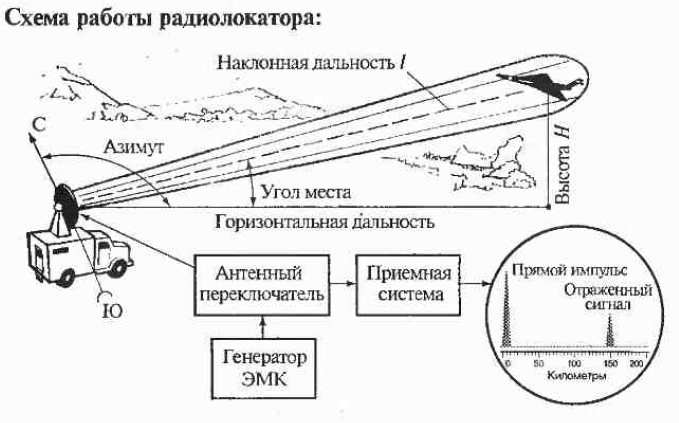 Схема работы радиолокатора:
Наклонная дальность l
С
Азимут
Высота H
Угол места
Горизонтальная дальность
Ю
Антенный
переключатель
Приемная
система
Генератор
ЭМК
Прямой импульс
Отраженный
сигнал
0 50 100 150 200
Километры